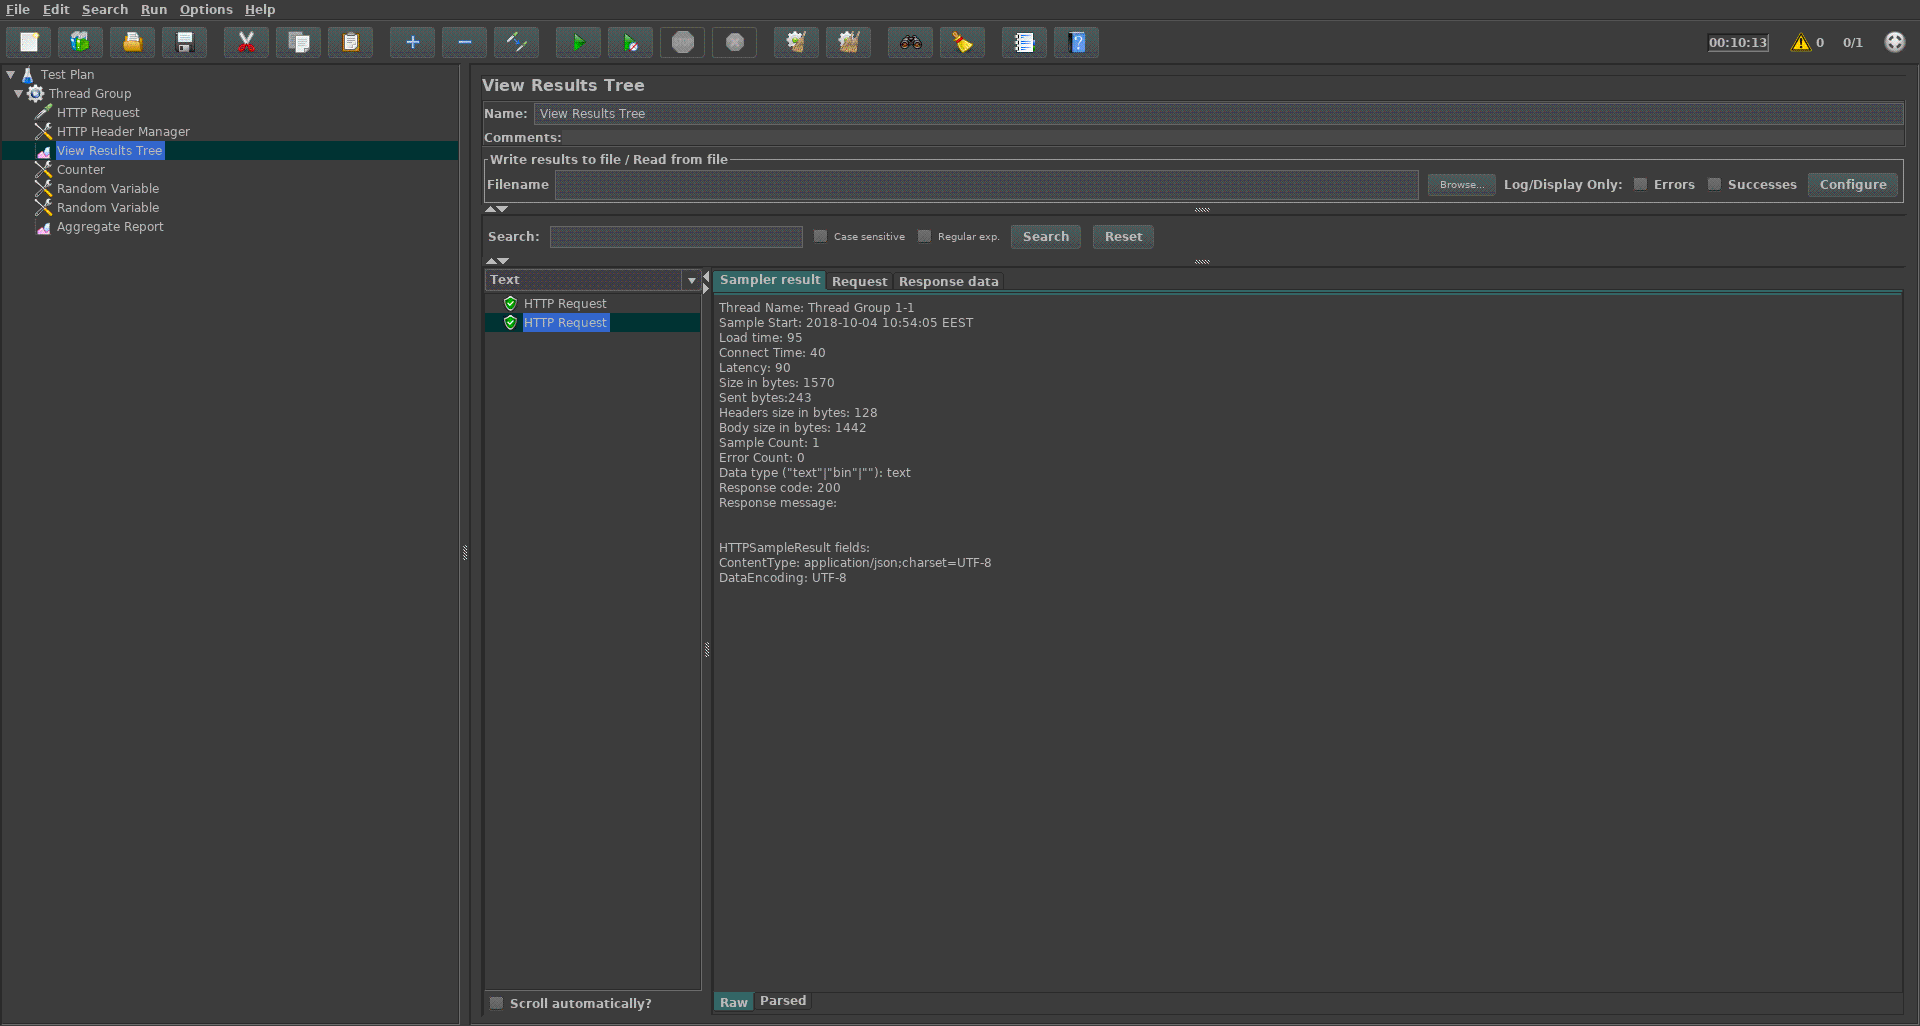 File Edit Search Run Options Help
00:10:13 0 0/1
Test Plan
Thread Group
HTTP Request
HTTP Header Manager
View Results Tree
Counter
Random Variable
Random Variable
Aggregate Report
View Results Tree
Name: View Results Tree
Comments:
Write results to file / Read from file
Filename Browse... Log/Display Only: Errors Successes Configure
Search: Case sensitive Regular exp. Search Reset
Text
HTTP Request
HTTP Request
Scroll automatically?
Sampler result Request Response data
Thread Name: Thread Group 1-1
Sample Start: 2018-10-04 10:54:05 EEST
Load time: 95
Connect Time: 40
Latency: 90
Size in bytes: 1570
Sent bytes:243
Headers size in bytes: 128
Body size in bytes: 1442
Sample Count: 1
Error Count: 0
Data type ("text"|"bin"|""): text
Response code: 200
Response message:
HTTPSampleResult fields:
ContentType: application/json;charset=UTF-8
DataEncoding: UTF-8
Raw Parsed